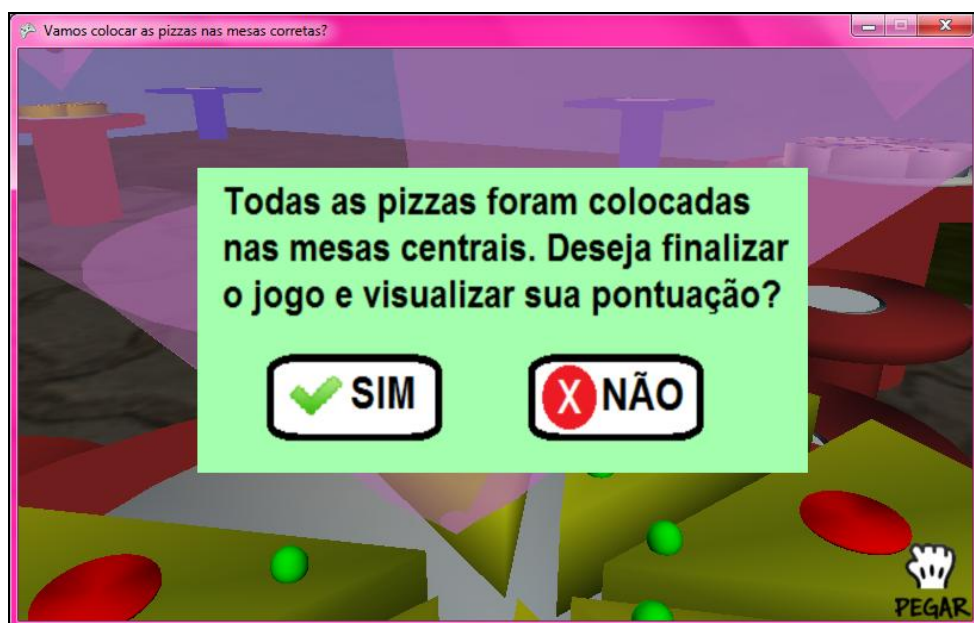 Vamos colocar as pizzas nas mesas corretas?
Todas as pizzas foram colocadas
nas mesas centrais. Deseja finalizar
o jogo e visualizar sua pontuação?
SIM
X NÃO
PEGAR